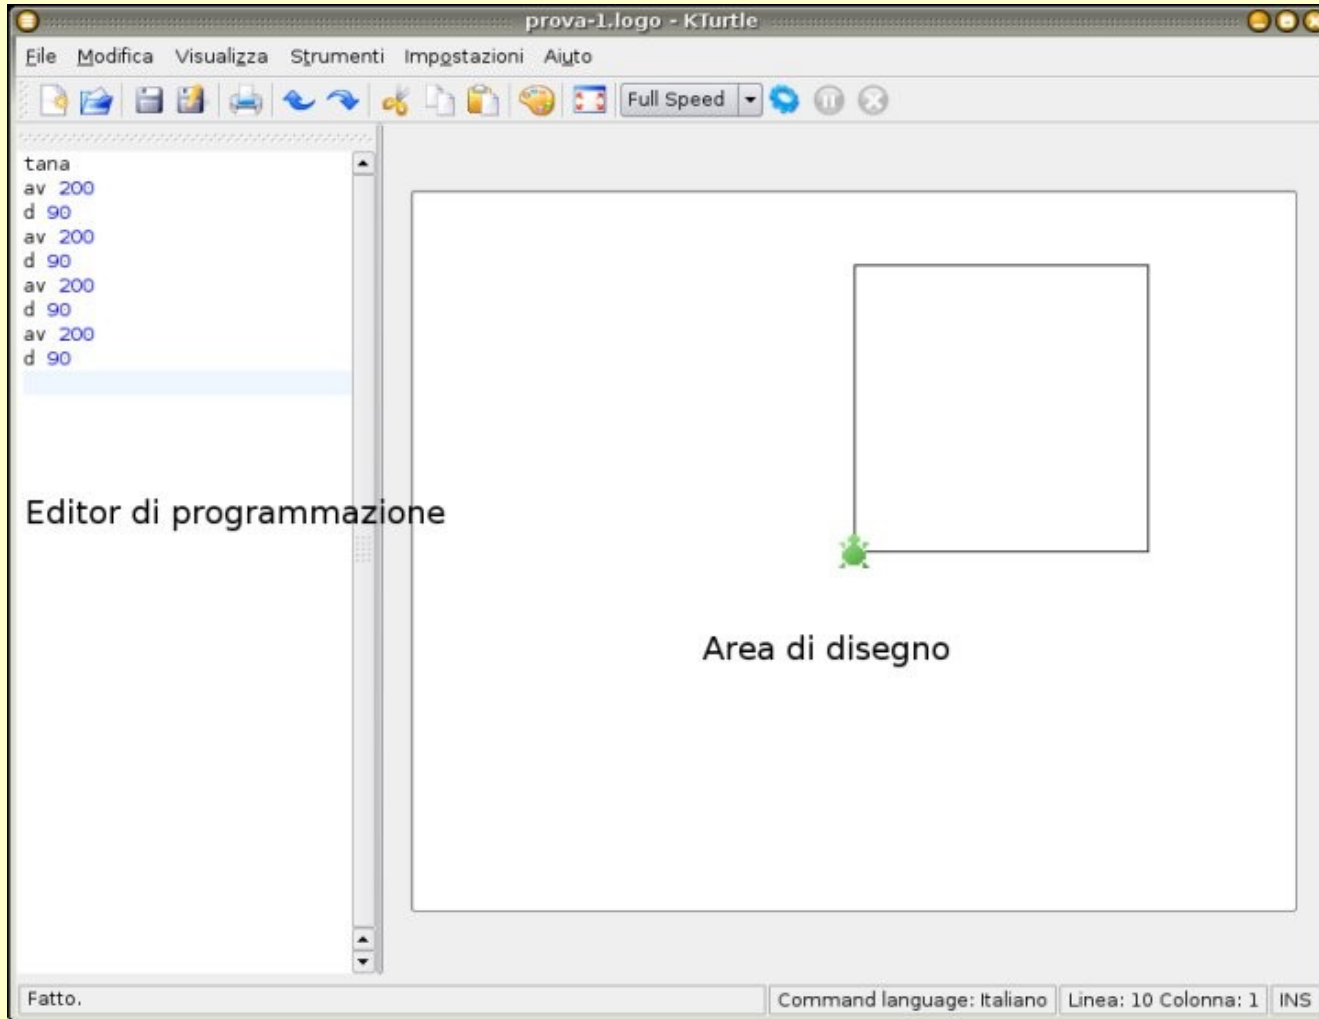 prova-1.logo - KTurtle
File Modifica Visualizza Strumenti Impostazioni Aiuto
Full Speed
tana
av 200
d 90
av 200
d 90
av 200
d 90
av 200
d 90
Editor di programmazione
Area di disegno
Fatto.
Command language: Italiano Linea: 10 Colonna: 1 INS